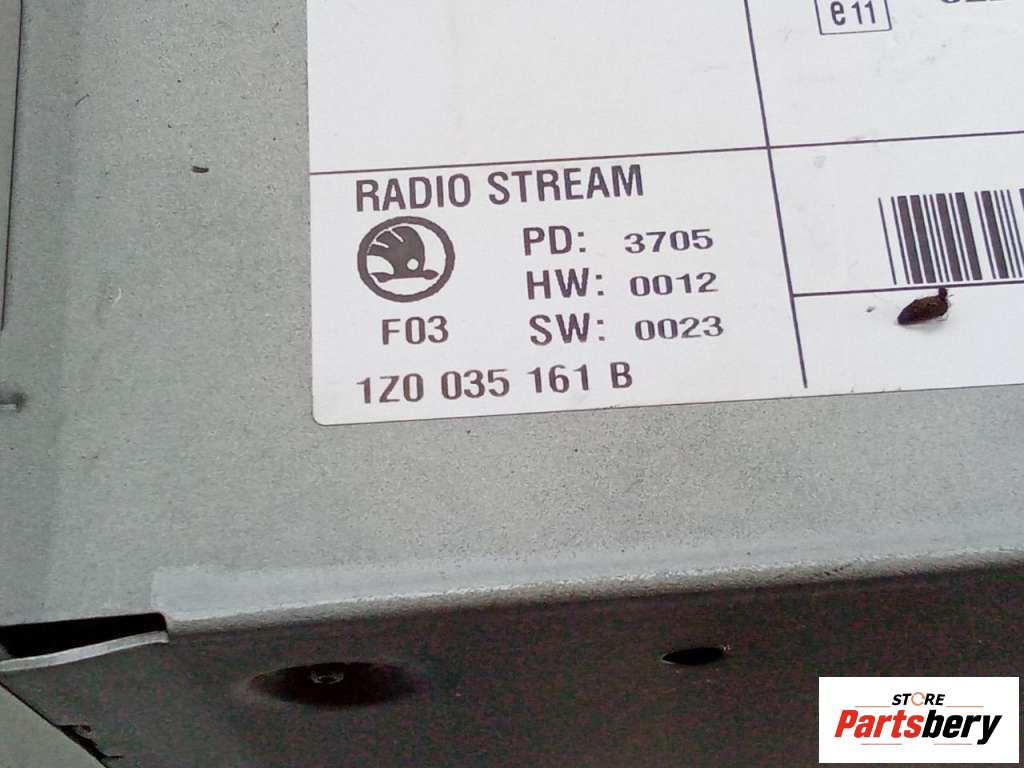 e11
RADIO STREAM
PD: 3705
HW: 0012
F03 SW: 0023
1Z0 035 161 B
STORE
Partsbery